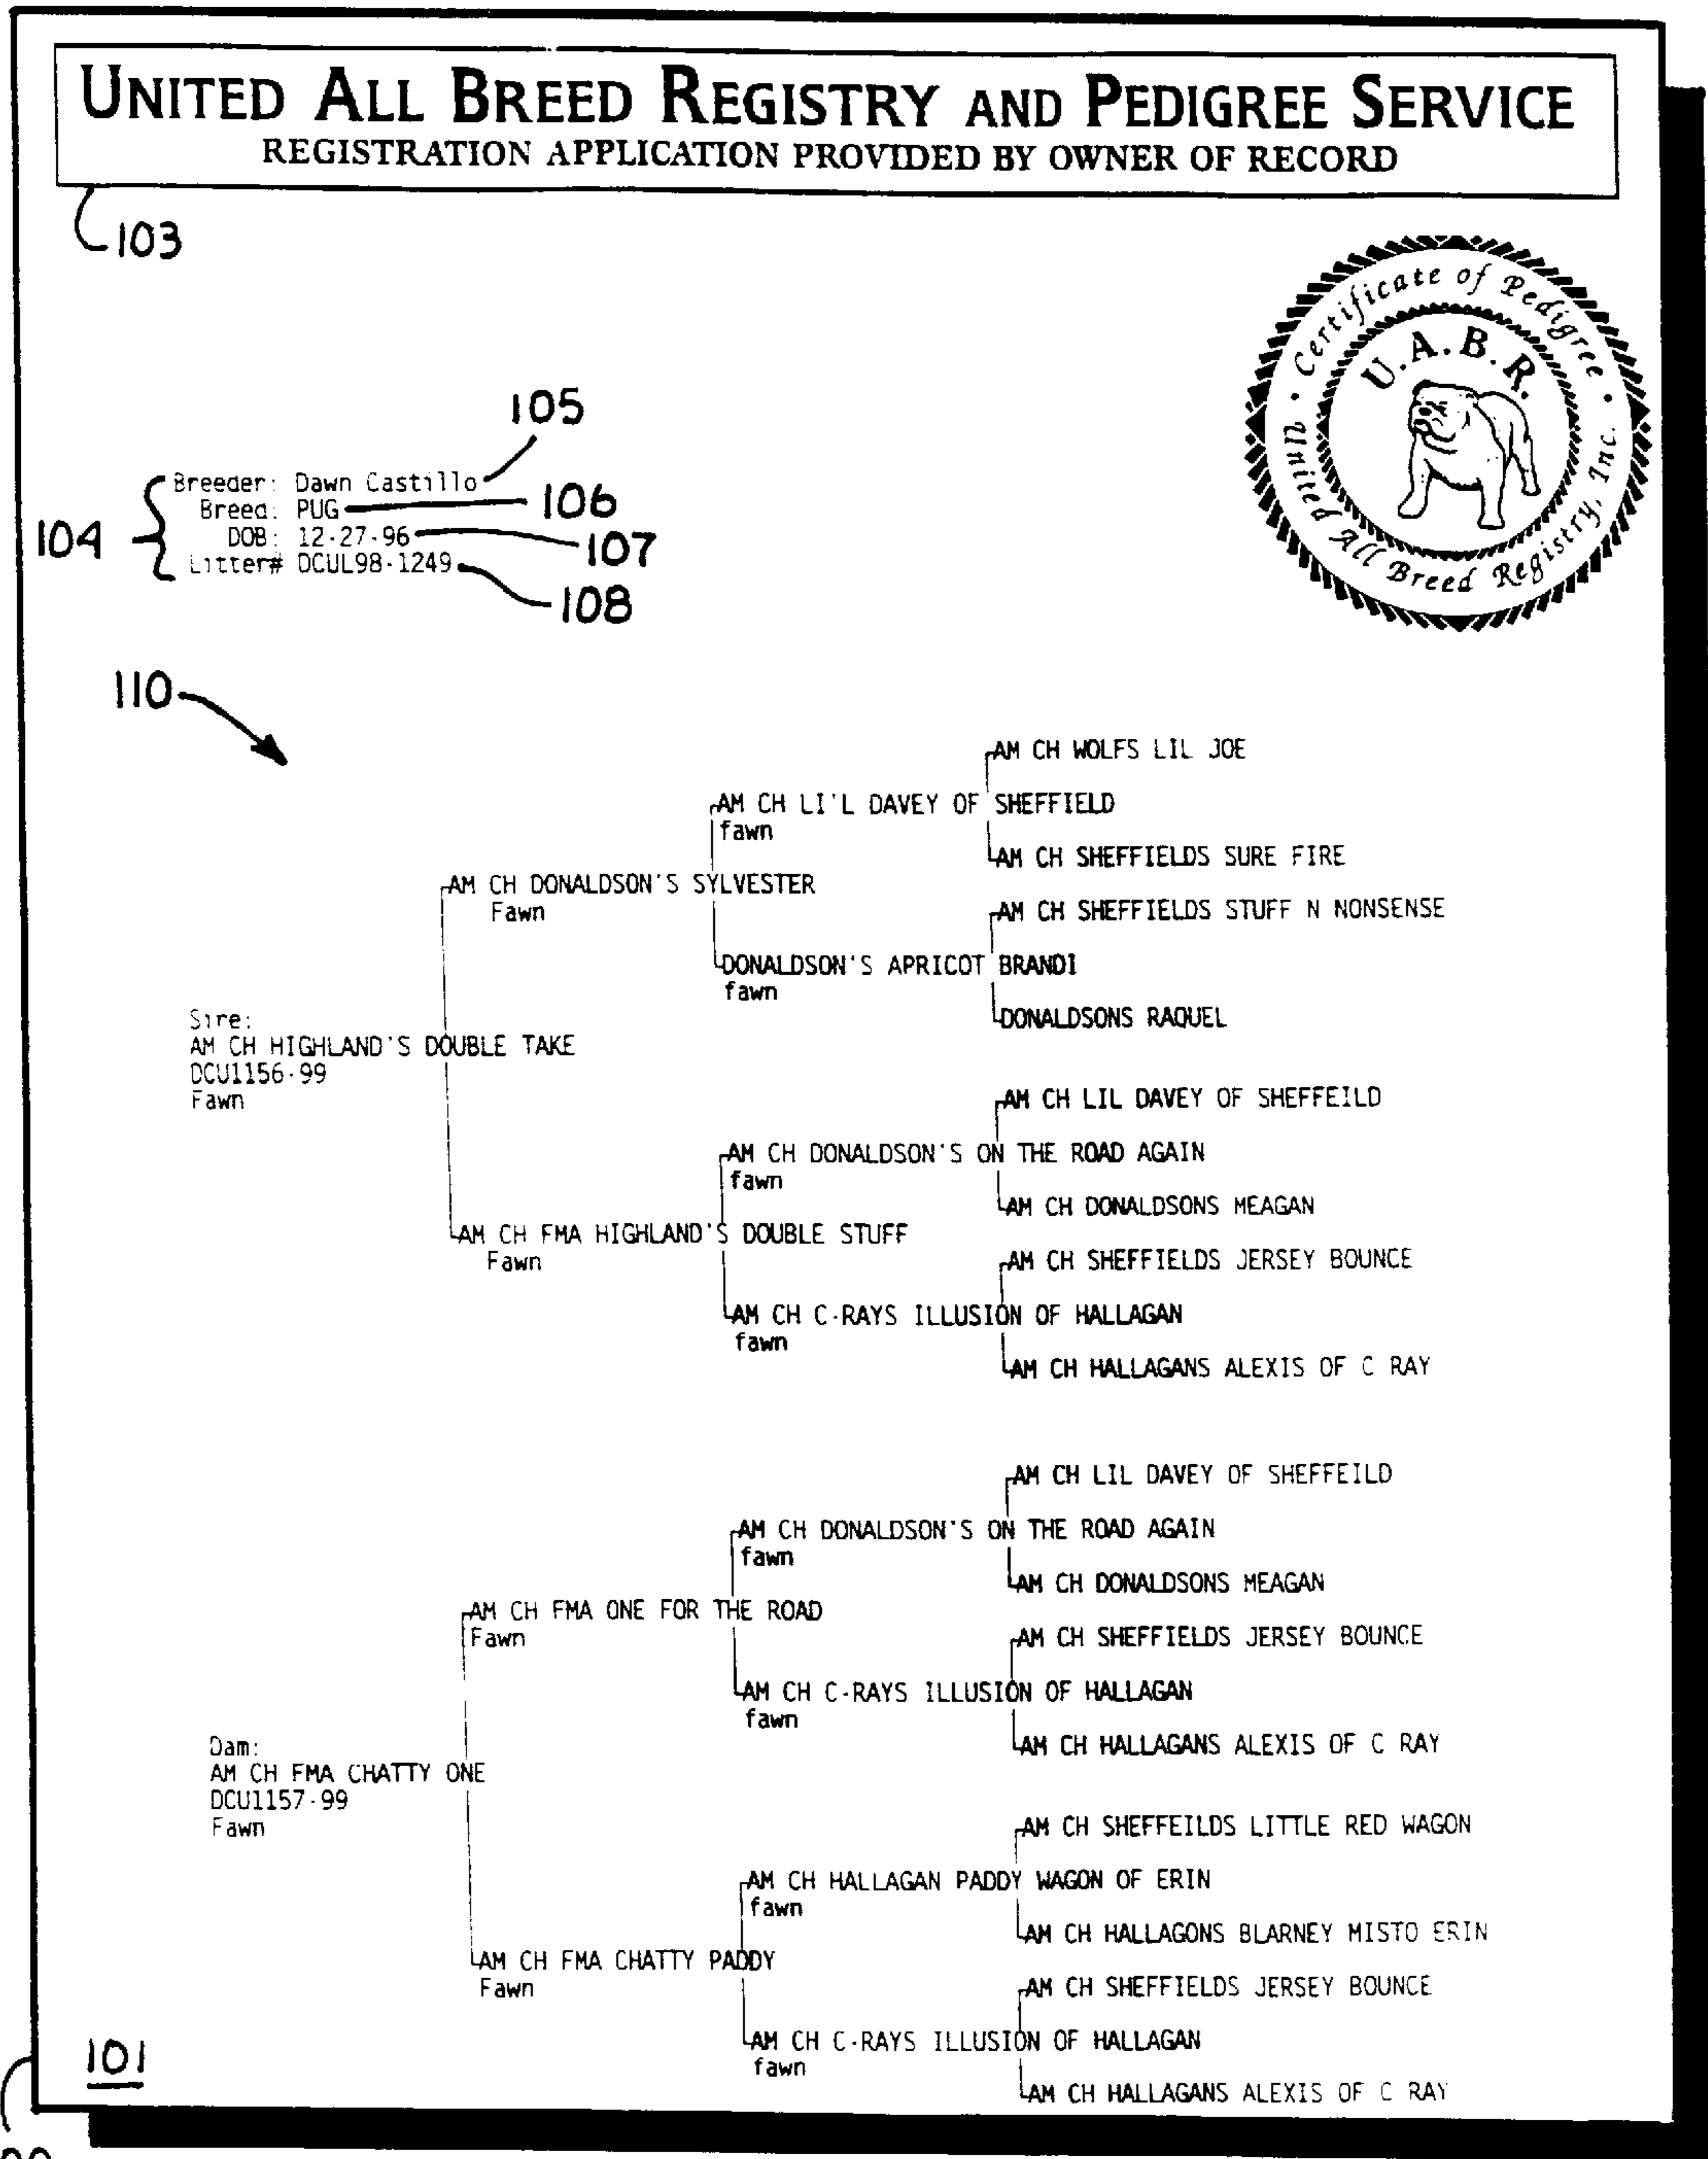 UNITED ALL BREED REGISTRY AND PEDIGREE SERVICE
REGISTRATION APPLICATION PROVIDED BY OWNER OF RECORD
103
Certificate of Pedigree
U.A.B.R.
United All Breed Registry, Inc.
105
Breeder: Dawn Castillo
Breed: PUG
106
104
DOB: 12-27-96
107
Litter# DCUL98-1249
108
110
AM CH WOLFS LIL JOE
AM CH LI'L DAVEY OF SHEFFIELD
fawn
AM CH SHEFFIELDS SURE FIRE
AM CH DONALDSON'S SYLVESTER
Fawn
AM CH SHEFFIELDS STUFF N NONSENSE
DONALDSON'S APRICOT BRANDI
fawn
DONALDSONS RAQUEL
Sire:
AM CH HIGHLAND'S DOUBLE TAKE
DCU1156-99
Fawn
AM CH LIL DAVEY OF SHEFFEILD
AM CH DONALDSON'S ON THE ROAD AGAIN
fawn
AM CH DONALDSONS MEAGAN
AM CH FMA HIGHLAND'S DOUBLE STUFF
Fawn
AM CH SHEFFIELDS JERSEY BOUNCE
AM CH C-RAYS ILLUSION OF HALLAGAN
fawn
AM CH HALLAGANS ALEXIS OF C RAY
AM CH LIL DAVEY OF SHEFFEILD
AM CH DONALDSON'S ON THE ROAD AGAIN
fawn
AM CH DONALDSONS MEAGAN
AM CH FMA ONE FOR THE ROAD
Fawn
AM CH SHEFFIELDS JERSEY BOUNCE
AM CH C-RAYS ILLUSION OF HALLAGAN
fawn
AM CH HALLAGANS ALEXIS OF C RAY
Dam:
AM CH FMA CHATTY ONE
DCU1157-99
Fawn
AM CH SHEFFEILDS LITTLE RED WAGON
AM CH HALLAGAN PADDY WAGON OF ERIN
fawn
AM CH HALLAGONS BLARNEY MISTO ERIN
AM CH FMA CHATTY PADDY
Fawn
AM CH SHEFFIELDS JERSEY BOUNCE
AM CH C-RAYS ILLUSION OF HALLAGAN
fawn
AM CH HALLAGANS ALEXIS OF C RAY
101